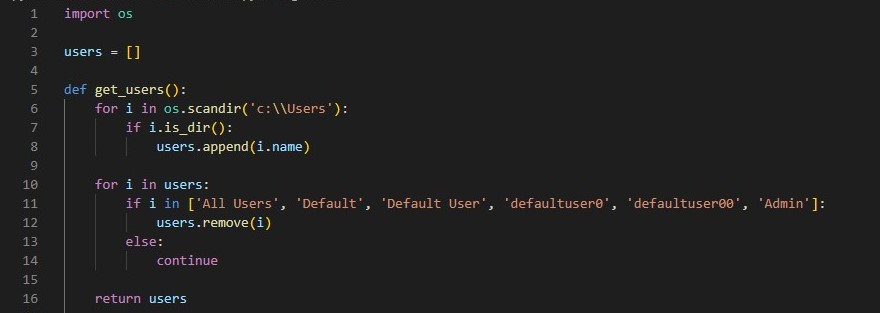 1 import os
2
3 users = []
4
5 def get_users():
6     for i in os.scandir('c:\\Users'):
7         if i.is_dir():
8             users.append(i.name)
9
10     for i in users:
11         if i in ['All Users', 'Default', 'Default User', 'defaultuser0', 'defaultuser00', 'Admin']:
12             users.remove(i)
13         else:
14             continue
15
16     return users